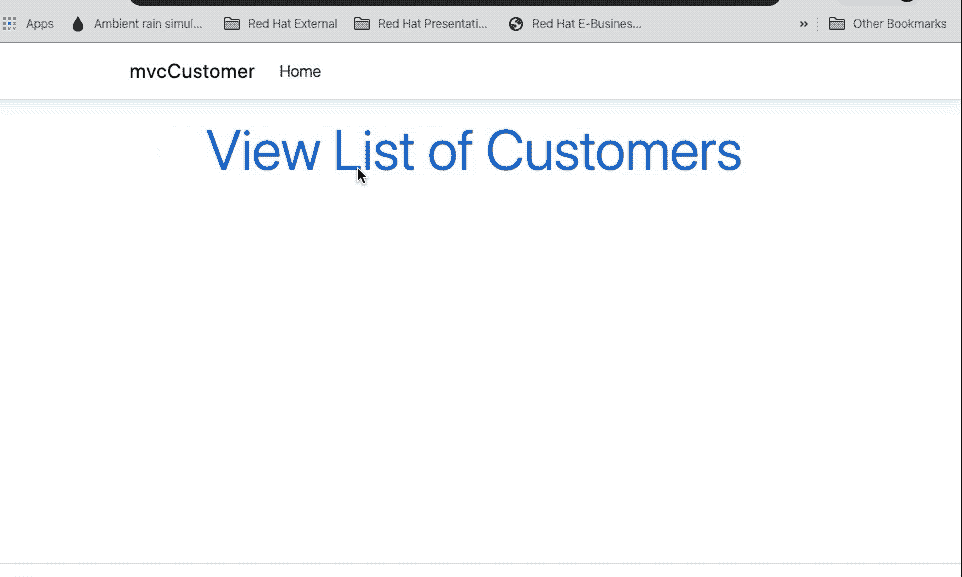 Apps Ambient rain simul... Red Hat External Red Hat Presentati... Red Hat E-Busines... » Other Bookmarks
mvcCustomer Home
View List of Customers